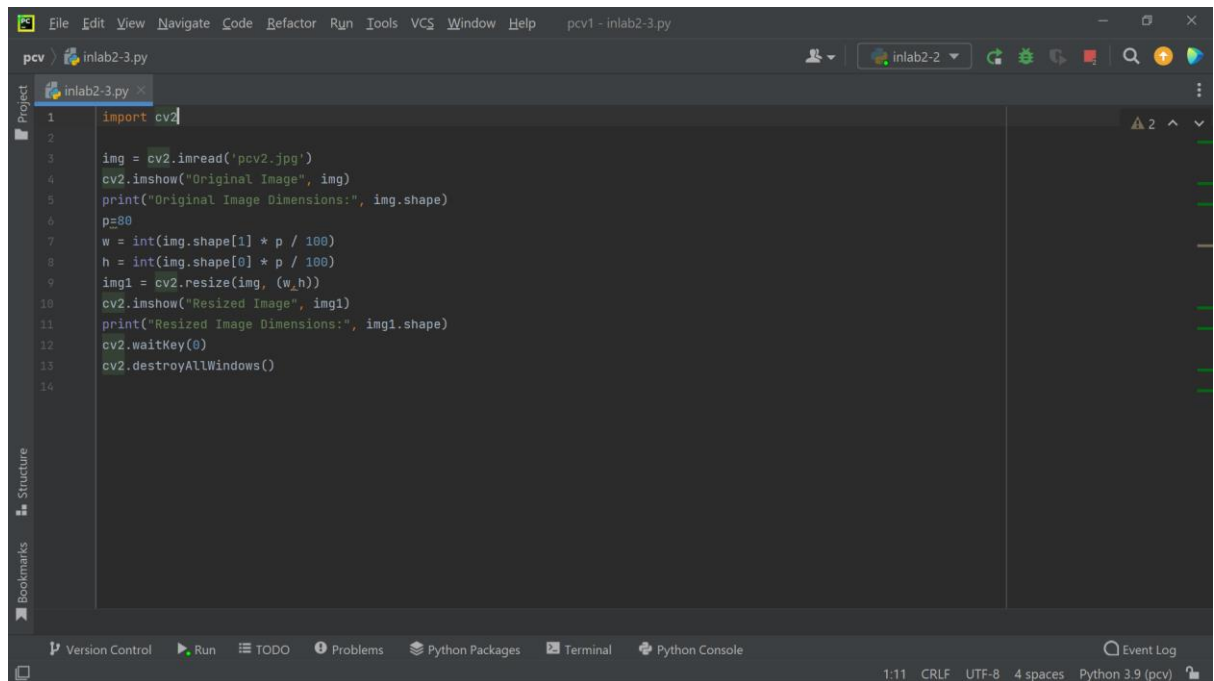 PC File Edit View Navigate Code Refactor Run Tools VCS Window Help pcv1 - inlab2-3.py
pcv inlab2-3.py inlab2-2
Project inlab2-3.py
1 import cv2 2
2
3 img = cv2.imread('pcv2.jpg')
4 cv2.imshow("Original Image", img)
5 print("Original Image Dimensions:", img.shape)
6 p=80
7 w = int(img.shape[1] * p / 100)
8 h = int(img.shape[0] * p / 100)
9 img1 = cv2.resize(img, (w,h))
10 cv2.imshow("Resized Image", img1)
11 print("Resized Image Dimensions:", img1.shape)
12 cv2.waitKey(0)
13 cv2.destroyAllWindows()
14
Structure
Bookmarks
Version Control Run TODO Problems Python Packages Terminal Python Console Event Log
1:11 CRLF UTF-8 4 spaces Python 3.9 (pcv)